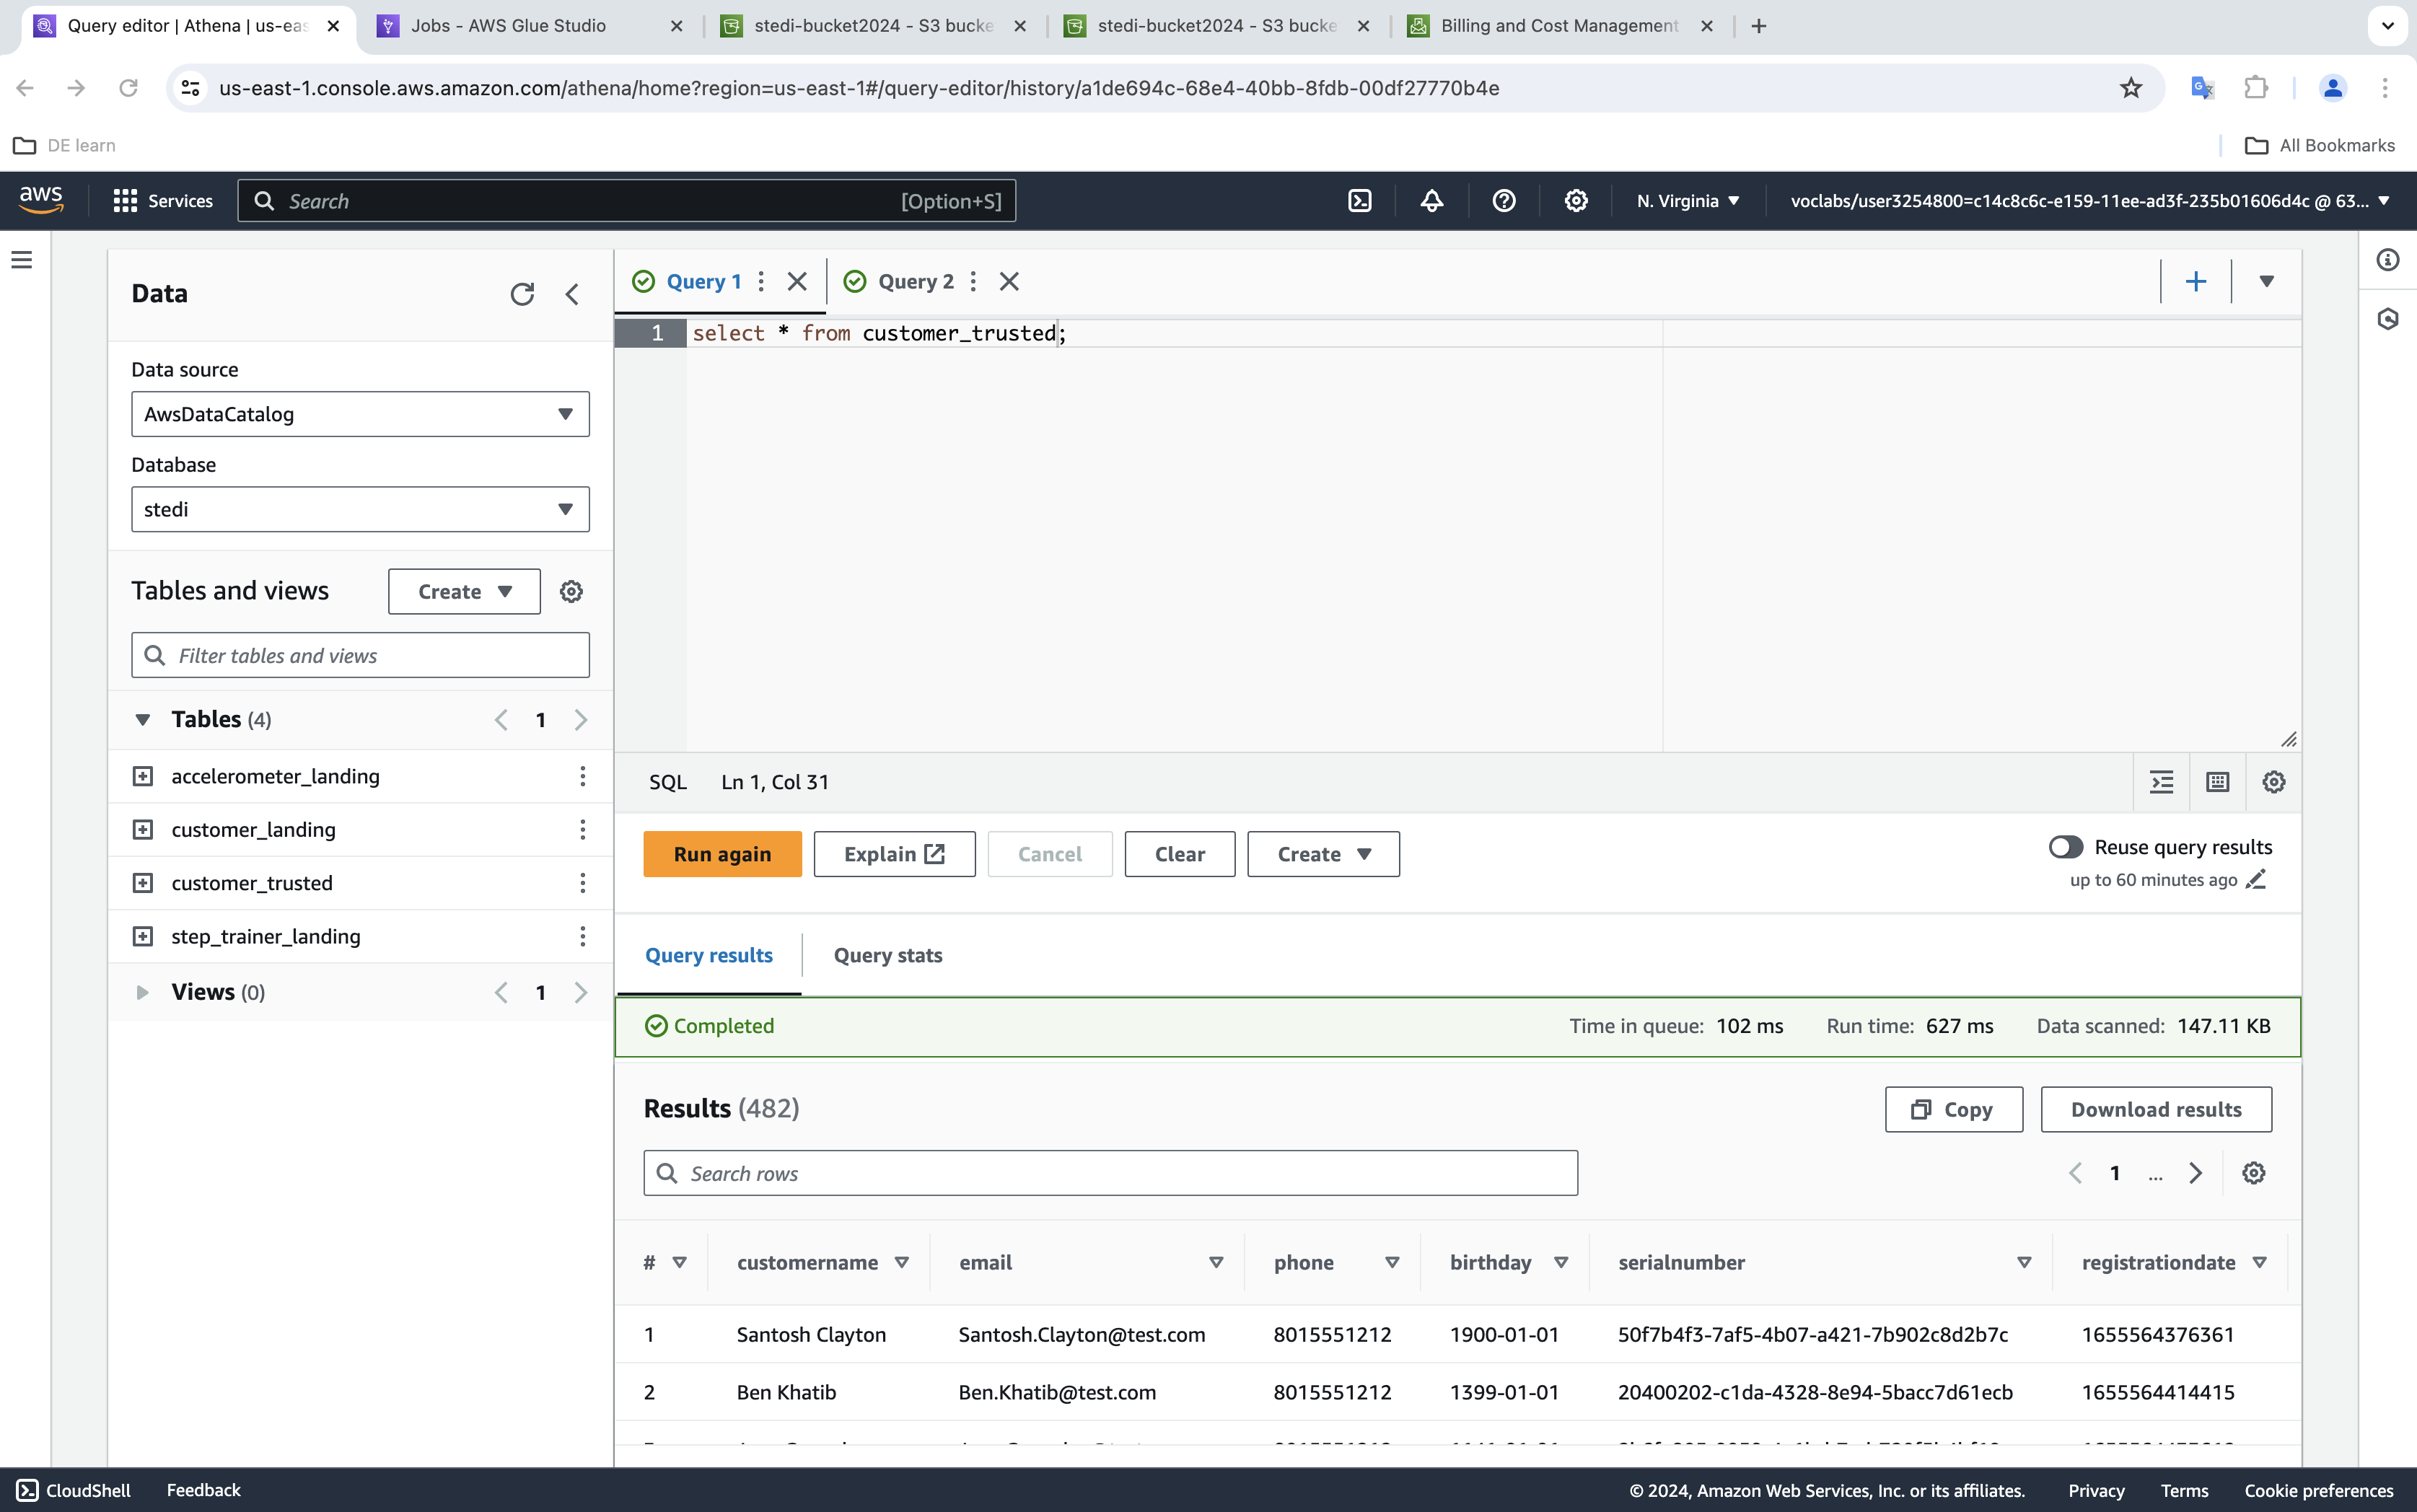 Query editor | Athena | us-eas
Jobs - AWS Glue Studio
stedi-bucket2024 - S3 bucke
stedi-bucket2024 - S3 bucke
Billing and Cost Management
us-east-1.console.aws.amazon.com/athena/home?region=us-east-1#/query-editor/history/a1de694c-68e4-40bb-8fdb-00df27770b4e
DE learn
All Bookmarks
aws
Services
Search
[Option+S]
N. Virginia
voclabs/user3254800=c14c8c6c-e159-11ee-ad3f-235b01606d4c @ 63...
Data
Data source
AwsDataCatalog
Database
stedi
Tables and views
Create
Filter tables and views
Tables (4)
1
accelerometer_landing
customer_landing
customer_trusted
step_trainer_landing
Views (0)
1
Query 1
Query 2
1 select * from customer_trusted;
SQL Ln 1, Col 31
Run again
Explain
Cancel
Clear
Create
Reuse query results
up to 60 minutes ago
Query results
Query stats
Completed
Time in queue: 102 ms Run time: 627 ms Data scanned: 147.11 KB
Results (482)
Copy
Download results
Search rows
1 ...
# customername email phone birthday serialnumber registrationdate
1 Santosh Clayton Santosh.Clayton@test.com 8015551212 1900-01-01 50f7b4f3-7af5-4b07-a421-7b902c8d2b7c 1655564376361
2 Ben Khatib Ben.Khatib@test.com 8015551212 1399-01-01 20400202-c1da-4328-8e94-5bacc7d61ecb 1655564414415
CloudShell
Feedback
© 2024, Amazon Web Services, Inc. or its affiliates.
Privacy
Terms
Cookie preferences